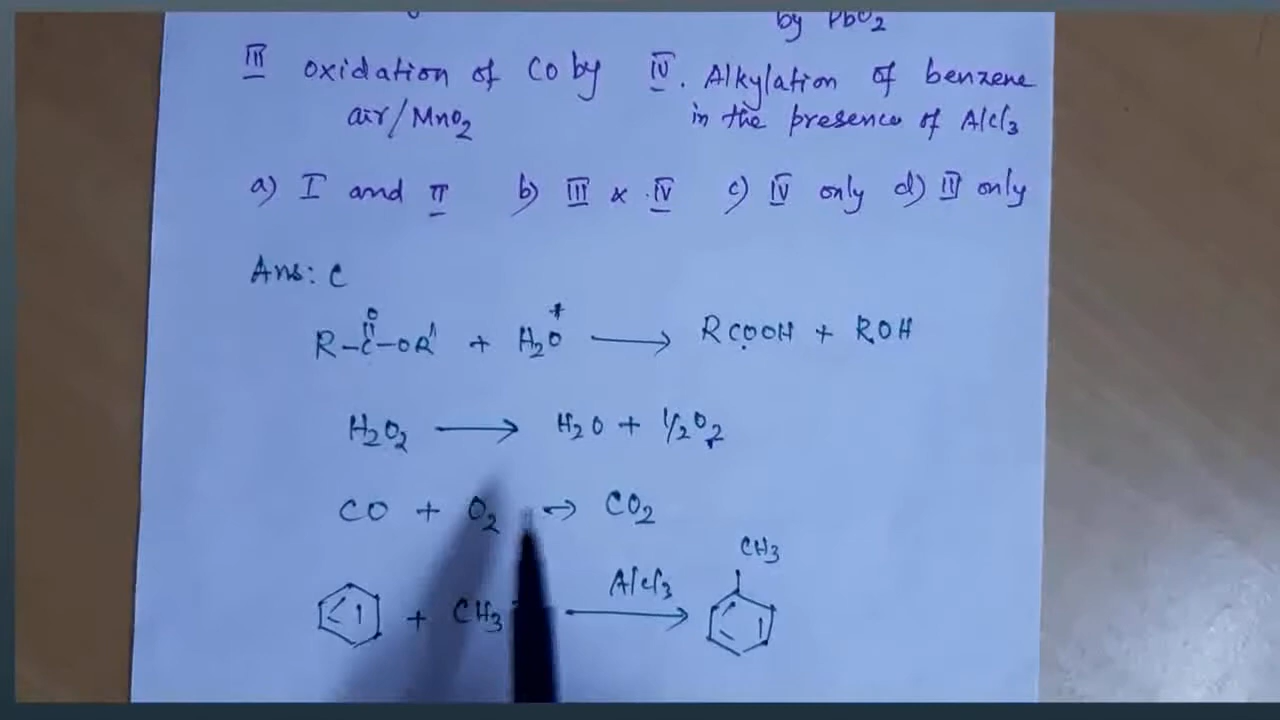 by PbO2
III oxidation of CO by
air/MnO2
IV. Alkylation of benzene
in the presence of AlCl3
a) I and II b) III & IV c) IV only d) II only
Ans: C
R-C-OR' + H2O* → RCOOH + ROH
O
H2O2 → H2O + 1/2O2
CO + O2 → CO2
+ CH3 AlCl3 → CH3